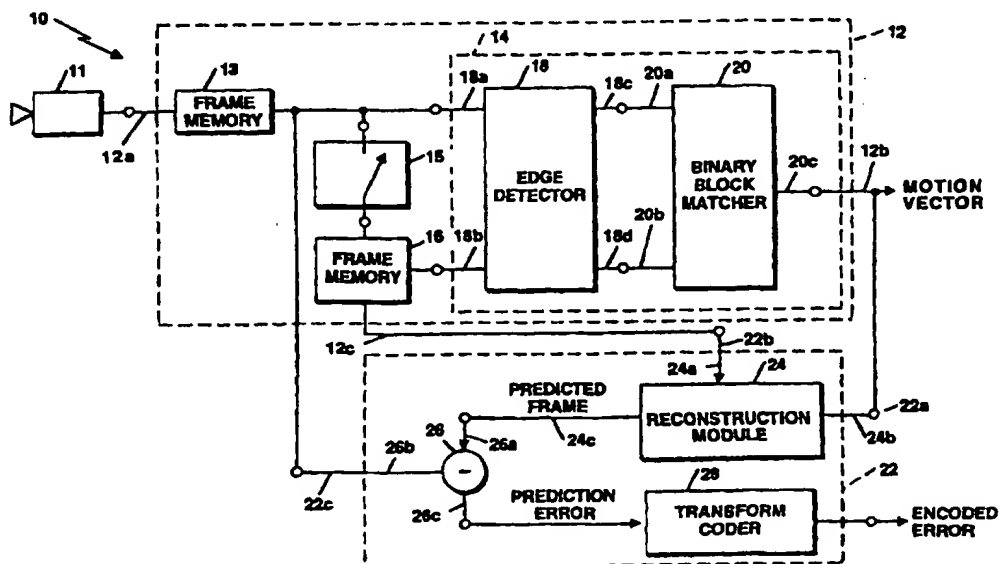 10
11
12a
13
FRAME
MEMORY
14
12
18a
18
EDGE
DETECTOR
18c
20a
20
BINARY
BLOCK
MATCHER
20c
12b
MOTION
VECTOR
15
16
FRAME
MEMORY
18b
18d
20b
12c
22b
24a
24
RECONSTRUCTION
MODULE
22a
24b
PREDICTED
FRAME
24c
26
26a
26b
22c
-
26c
PREDICTION
ERROR
28
TRANSFORM
CODER
22
ENCODED
ERROR